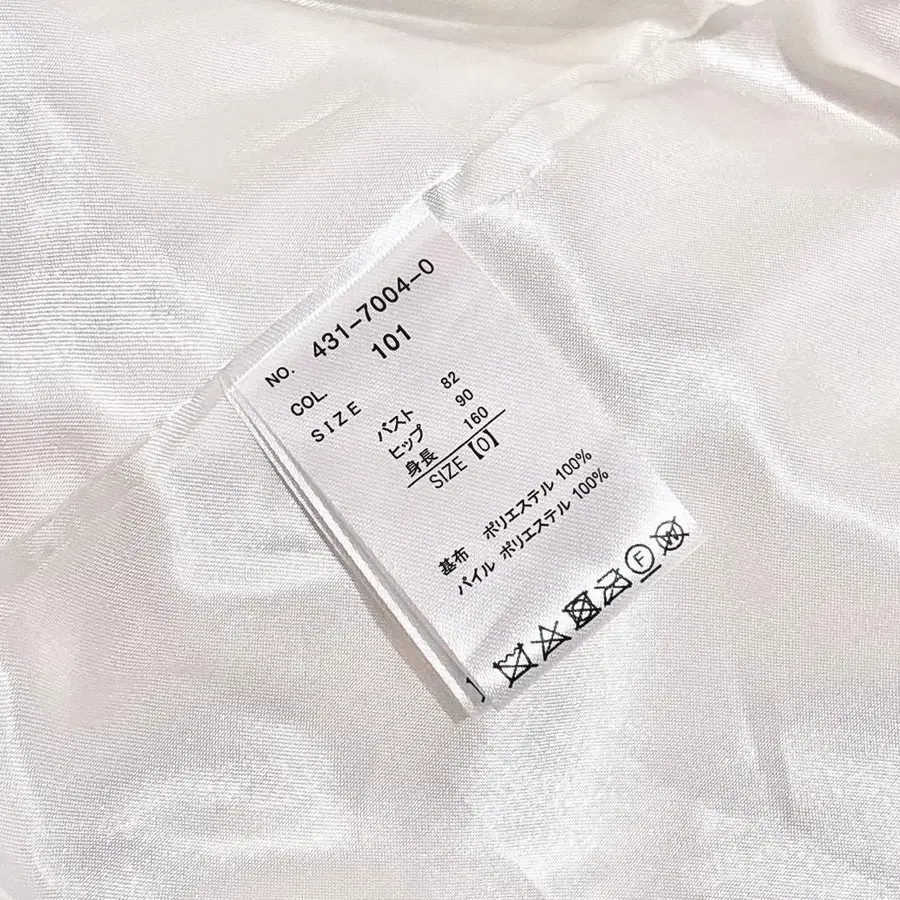 NO. 431-7004-0
COL. 101
SIZE
バスト 82
ヒップ 90
身長 160
SIZE【0】
基布 ポリエステル 100%
パイル ポリエステル 100%
F W